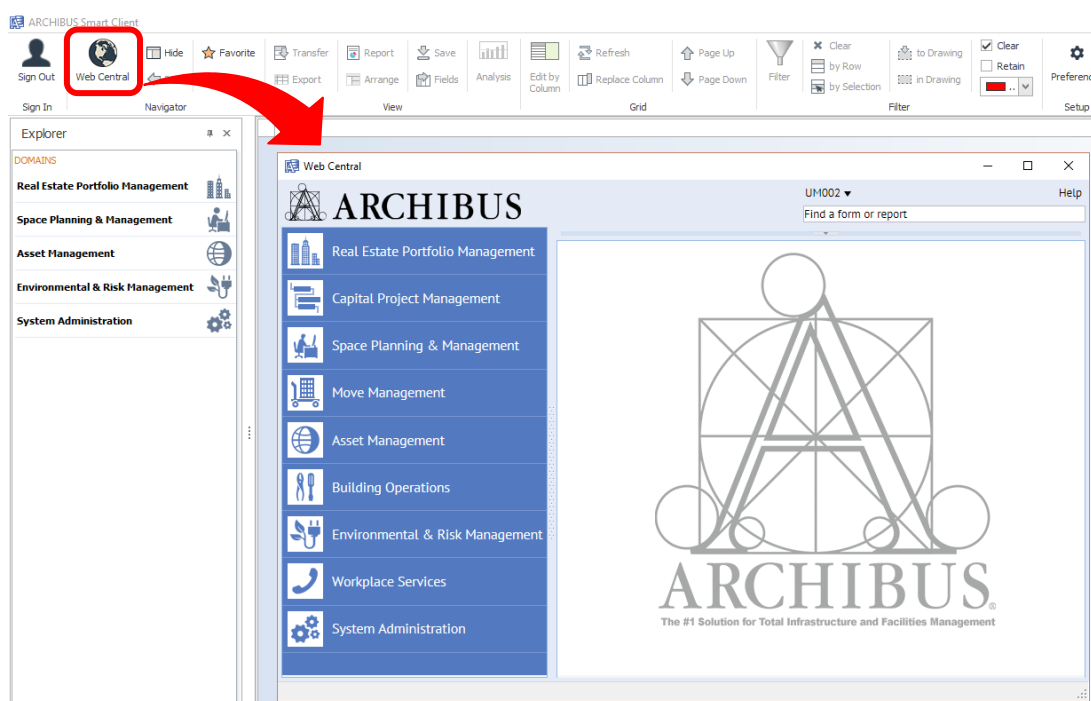 ARCHIBUS Smart Client
Sign Out
Web Central
Hide
Favorite
Transfer
Report
Save
Analysis
Edit by Column
Refresh
Page Up
Filter
Clear
to Drawing
Clear
Preferenc
Export
Arrange
Fields
Replace Column
Page Down
by Row
in Drawing
Retain
by Selection
..
Sign In
Navigator
View
Grid
Filter
Setup
Explorer
DOMAINS
Real Estate Portfolio Management
Space Planning & Management
Asset Management
Environmental & Risk Management
System Administration
Web Central
ARCHIBUS
UM002
Help
Find a form or report
Real Estate Portfolio Management
Capital Project Management
Space Planning & Management
Move Management
Asset Management
Building Operations
Environmental & Risk Management
Workplace Services
System Administration
ARCHIBUS®
The #1 Solution for Total Infrastructure and Facilities Management